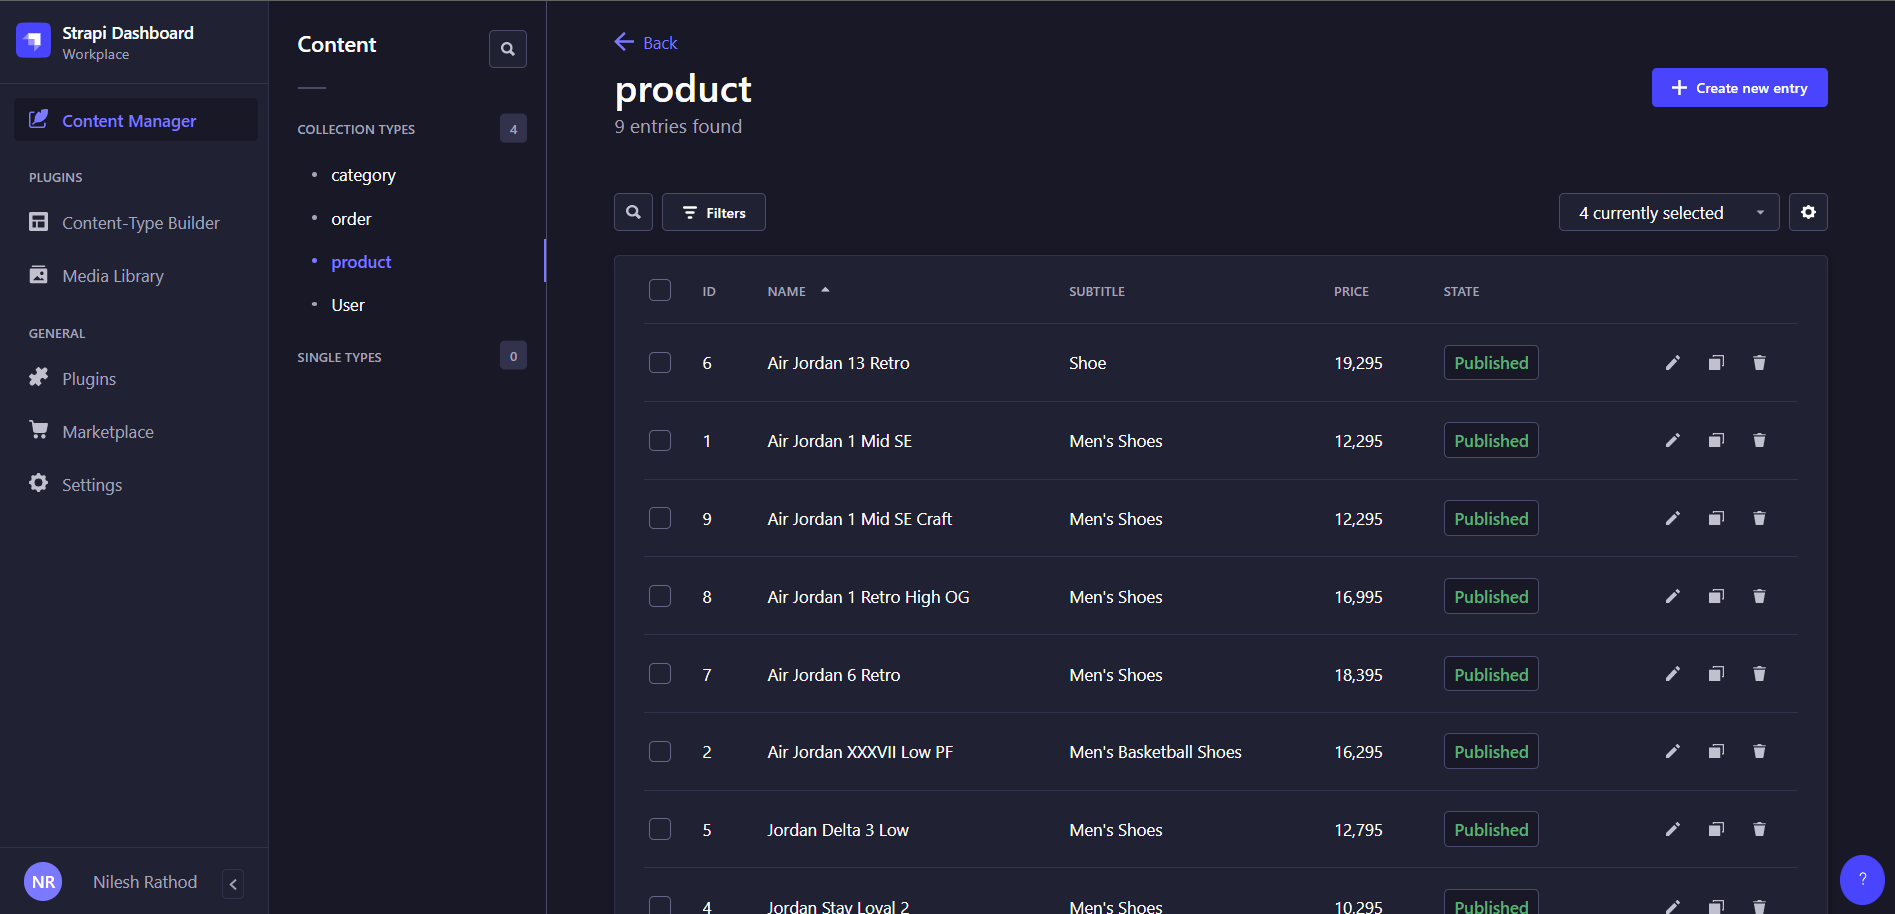 Strapi Dashboard
Workplace
Content Manager
PLUGINS
Content-Type Builder
Media Library
GENERAL
Plugins
Marketplace
Settings
NR Nilesh Rathod
Content
COLLECTION TYPES 4
category
order
product
User
SINGLE TYPES 0
Back
product
9 entries found
Create new entry
Filters
4 currently selected
ID NAME SUBTITLE PRICE STATE
6 Air Jordan 13 Retro Shoe 19,295 Published
1 Air Jordan 1 Mid SE Men's Shoes 12,295 Published
9 Air Jordan 1 Mid SE Craft Men's Shoes 12,295 Published
8 Air Jordan 1 Retro High OG Men's Shoes 16,995 Published
7 Air Jordan 6 Retro Men's Shoes 18,395 Published
2 Air Jordan XXXVII Low PF Men's Basketball Shoes 16,295 Published
5 Jordan Delta 3 Low Men's Shoes 12,795 Published
4 Jordan Stay Loyal 2 Men's Shoes 10,295 Published
?